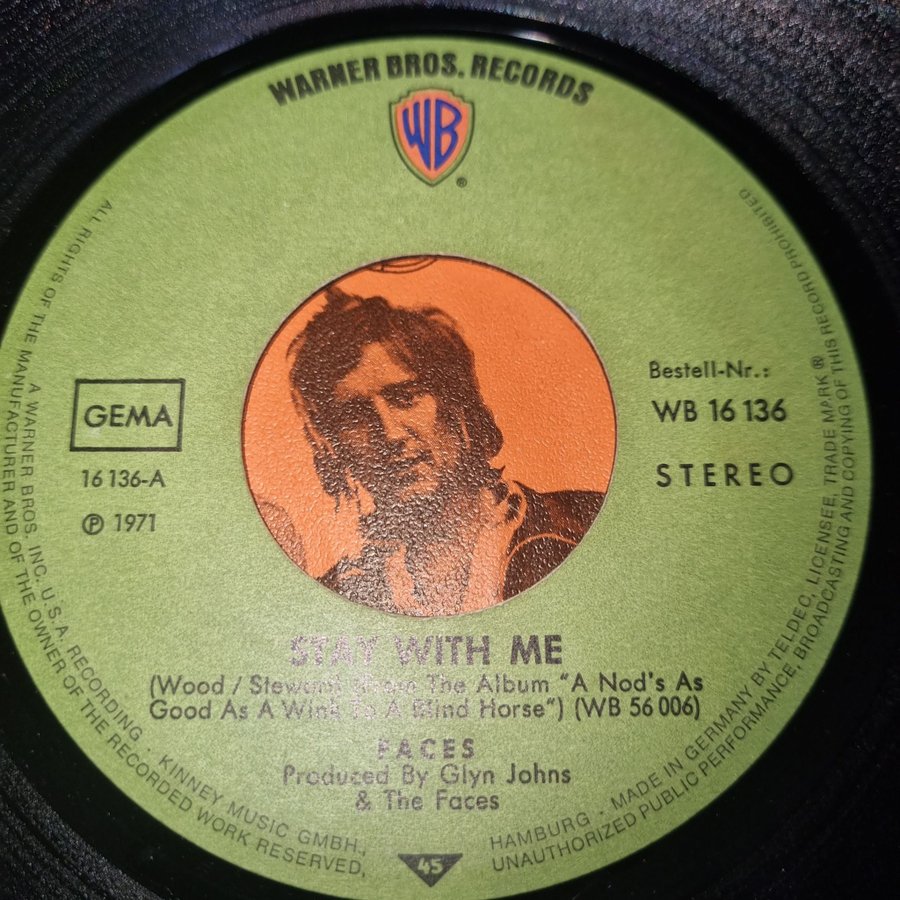 WARNER BROS. RECORDS
WB
®
Bestell-Nr.:
GEMA
WB 16 136
16 136-A
STEREO
℗ 1971
STAY WITH ME
(Wood / Stewart) (From The Album "A Nod's As
Good As A Wink To A Blind Horse") (WB 56 006)
FACES
Produced By Glyn Johns
& The Faces
45
A WARNER BROS. INC. U.S.A. RECORDING · KINNEY MUSIC GMBH., HAMBURG · MADE IN GERMANY BY TELDEC, LICENSEE, TRADE MARK ®
ALL RIGHTS OF THE MANUFACTURER AND OF THE OWNER OF THE RECORDED WORK RESERVED, UNAUTHORIZED PUBLIC PERFORMANCE, BROADCASTING AND COPYING OF THIS RECORD PROHIBITED